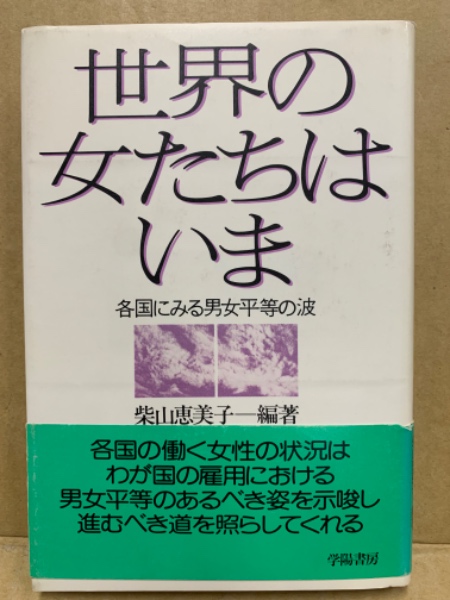 世界の
女たちは
いま
各国にみる男女平等の波
柴山恵美子―編著
各国の働く女性の状況は
わが国の雇用における
男女平等のあるべき姿を示唆し
進むべき道を照らしてくれる
学陽書房